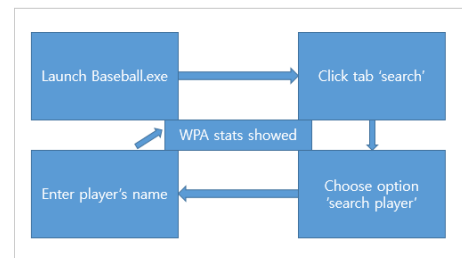 Launch Baseball.exe
Click tab ‘search’
WPA stats showed
Enter player’s name
Choose option
‘search player’